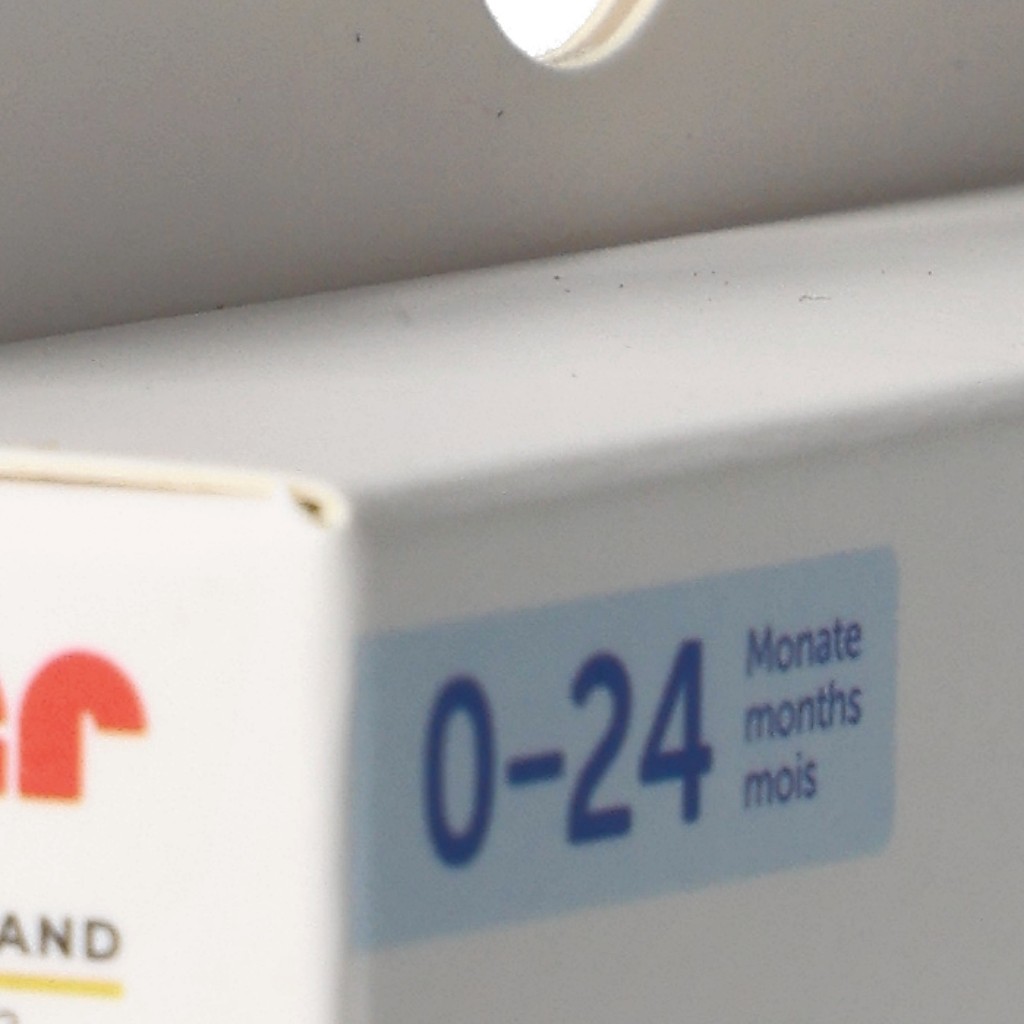 r
AND
0–24
Monate
months
mois